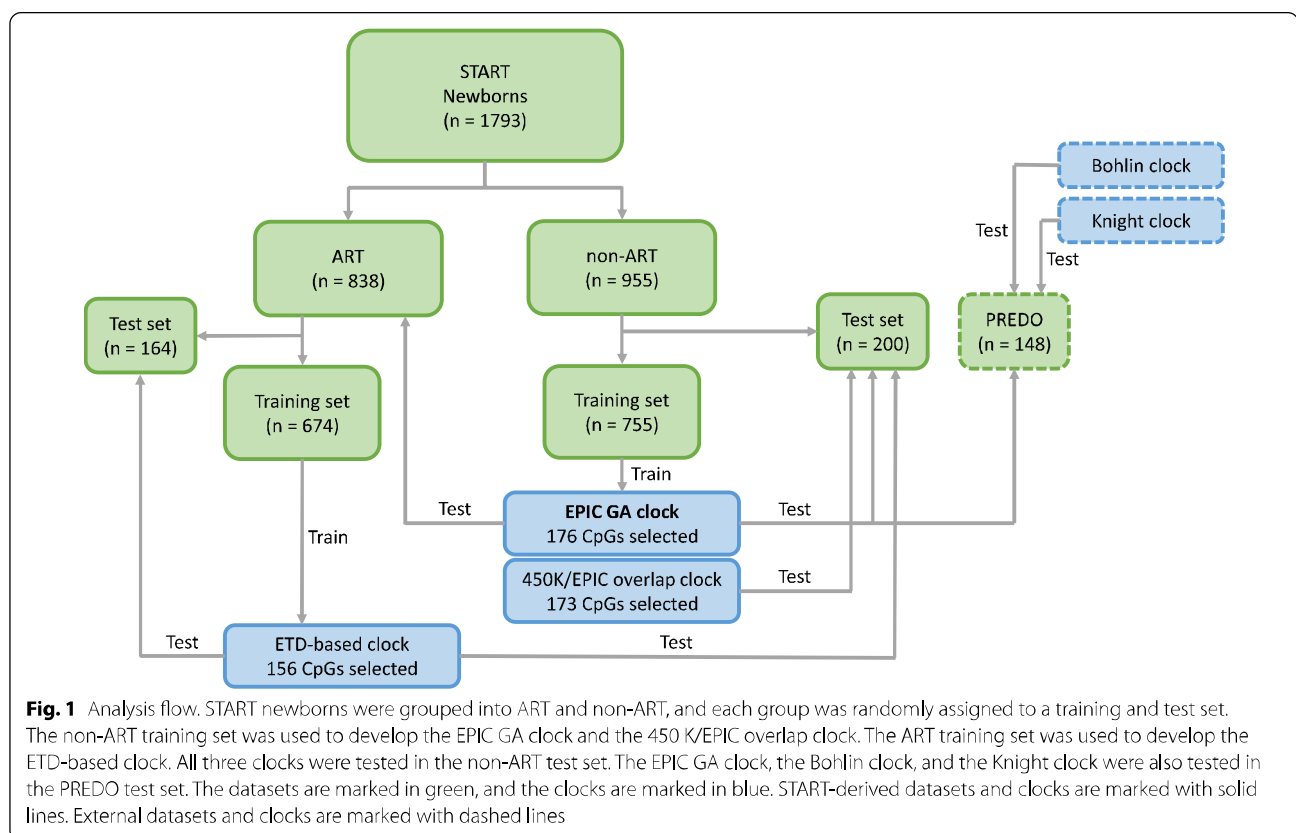 START
Newborns
(n = 1793)
Bohlin clock
Knight clock
Test
Test
ART
(n = 838)
non-ART
(n = 955)
Test set
(n = 164)
Test set
(n = 200)
PREDO
(n = 148)
Training set
(n = 674)
Training set
(n = 755)
Train
EPIC GA clock
176 CpGs selected
Test
Test
Train
450K/EPIC overlap clock
173 CpGs selected
Test
ETD-based clock
156 CpGs selected
Test
Test
Fig. 1 Analysis flow. START newborns were grouped into ART and non-ART, and each group was randomly assigned to a training and test set.
The non-ART training set was used to develop the EPIC GA clock and the 450 K/EPIC overlap clock. The ART training set was used to develop the
ETD-based clock. All three clocks were tested in the non-ART test set. The EPIC GA clock, the Bohlin clock, and the Knight clock were also tested in
the PREDO test set. The datasets are marked in green, and the clocks are marked in blue. START-derived datasets and clocks are marked with solid
lines. External datasets and clocks are marked with dashed lines